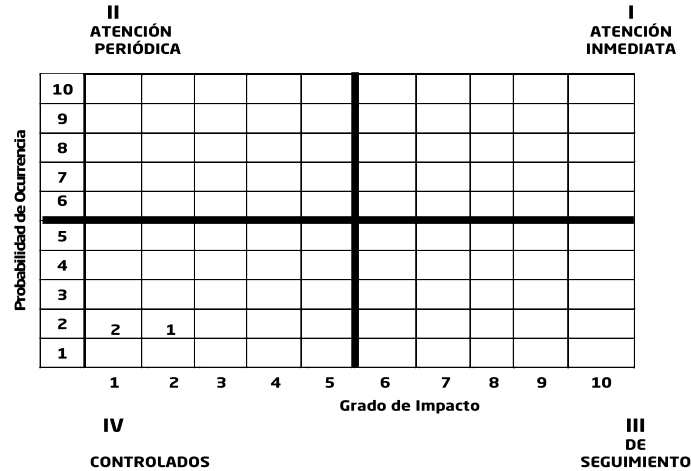 II
ATENCIÓN
PERIÓDICA
I
ATENCIÓN
INMEDIATA
Probabilidad de Ocurrencia
10
9
8
7
6
5
4
3
2 2 1
1
1 2 3 4 5 6 7 8 9 10
Grado de Impacto
IV
CONTROLADOS
III
DE
SEGUIMIENTO